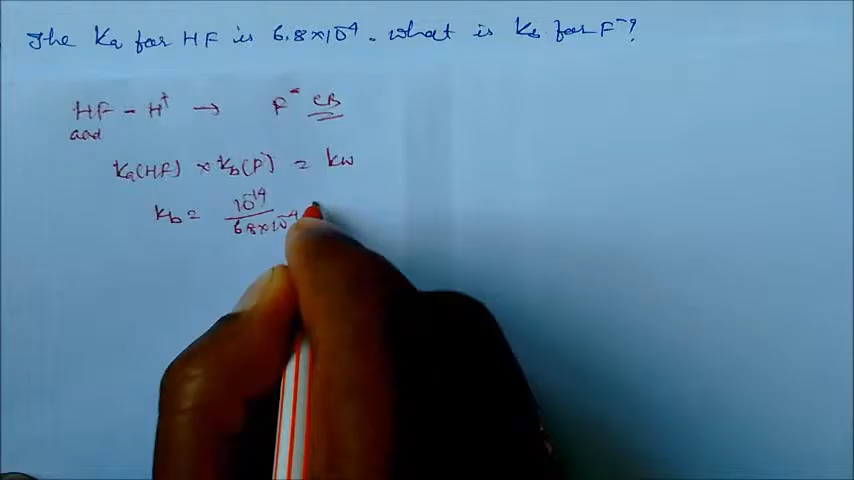 The Ka for HF is 6.8×10⁻⁴. What is Kb for F⁻?
HF - H⁺ → F⁻ CB
acid
Ka(HF) × Kb(F⁻) = Kw
Kb = 10⁻¹⁴
6.8×10⁻⁴